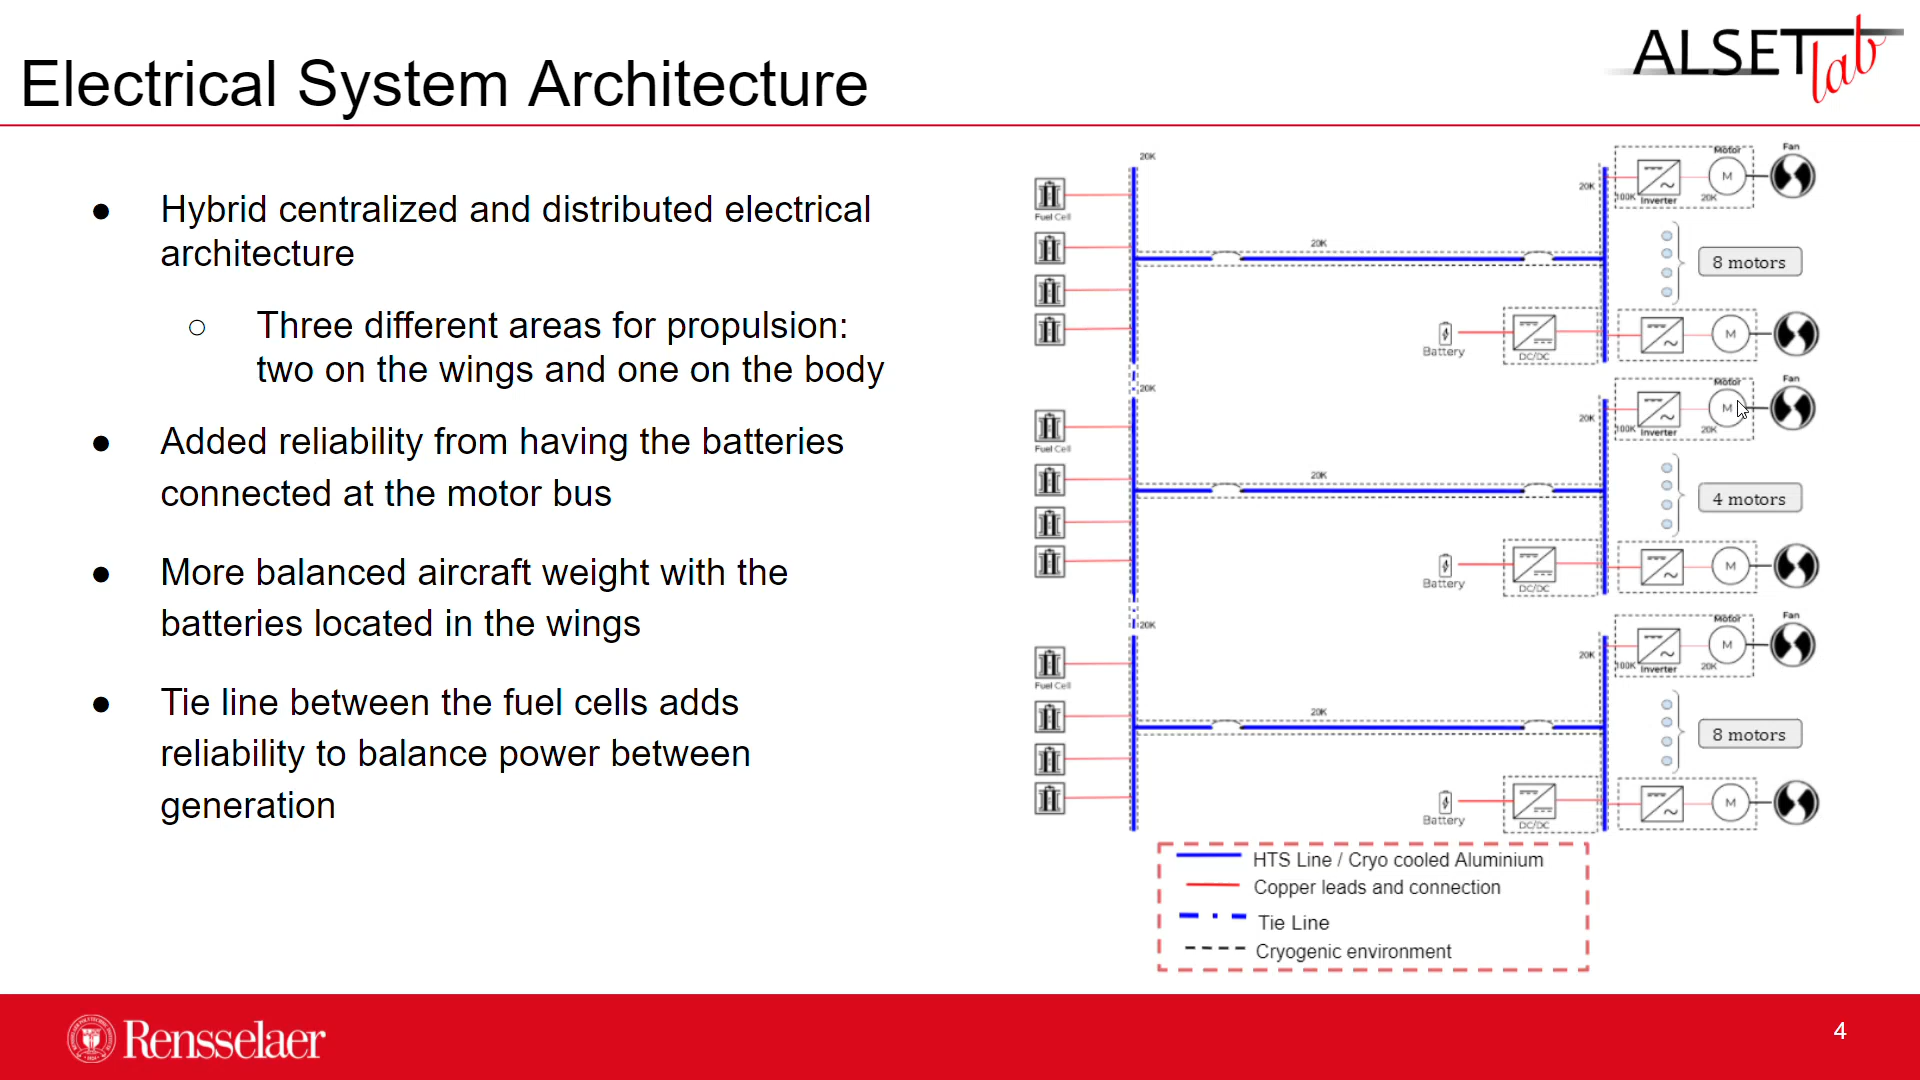 Electrical System Architecture
ALSET lab
● Hybrid centralized and distributed electrical
architecture
○ Three different areas for propulsion:
two on the wings and one on the body
● Added reliability from having the batteries
connected at the motor bus
● More balanced aircraft weight with the
batteries located in the wings
● Tie line between the fuel cells adds
reliability to balance power between
generation
20K
Fuel Cell
20K
20K
100K
Inverter
Motor
M
20K
Fan
8 motors
Battery
DC/DC
M
20K
Fuel Cell
20K
20K
100K
Inverter
Motor
M
20K
Fan
4 motors
Battery
DC/DC
M
20K
Fuel Cell
20K
20K
100K
Inverter
Motor
M
20K
Fan
8 motors
Battery
DC/DC
M
HTS Line / Cryo cooled Aluminium
Copper leads and connection
Tie Line
Cryogenic environment
Rensselaer
4